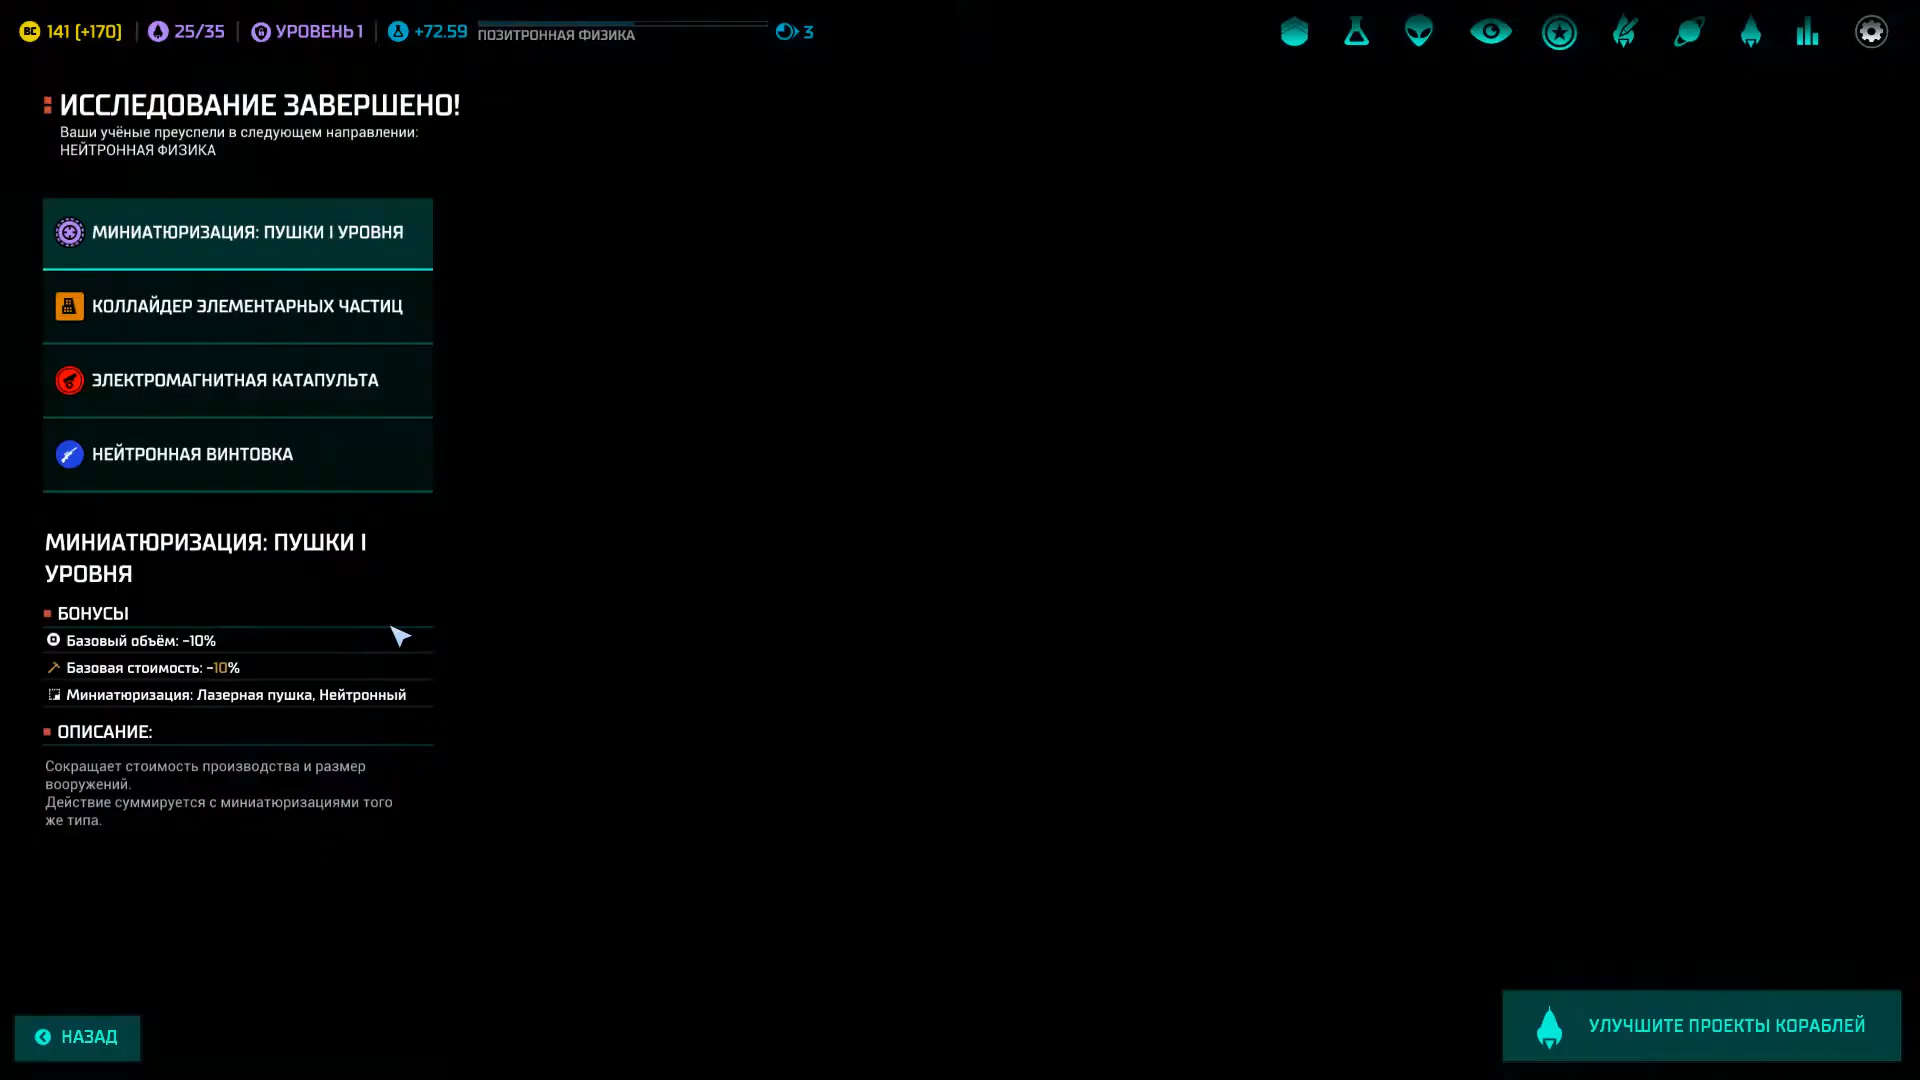 BC 141 [+170] 25/35 УРОВЕНЬ 1 +72.59 ПОЗИТРОННАЯ ФИЗИКА 3
ИССЛЕДОВАНИЕ ЗАВЕРШЕНО!
Ваши учёные преуспели в следующем направлении:
НЕЙТРОННАЯ ФИЗИКА
МИНИАТЮРИЗАЦИЯ: ПУШКИ I УРОВНЯ
КОЛЛАЙДЕР ЭЛЕМЕНТАРНЫХ ЧАСТИЦ
ЭЛЕКТРОМАГНИТНАЯ КАТАПУЛЬТА
НЕЙТРОННАЯ ВИНТОВКА
МИНИАТЮРИЗАЦИЯ: ПУШКИ I
УРОВНЯ
БОНУСЫ
Базовый объём: -10%
Базовая стоимость: -10%
Миниатюризация: Лазерная пушка, Нейтронный
ОПИСАНИЕ:
Сокращает стоимость производства и размер
вооружений.
Действие суммируется с миниатюризациями того
же типа.
НАЗАД
УЛУЧШИТЕ ПРОЕКТЫ КОРАБЛЕЙ